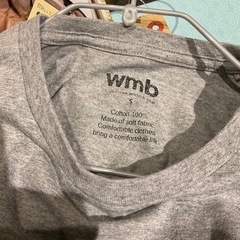 wmb
S
Cotton 100%
Made of soft fabric
Comfortable clothes
bring a comfortable life